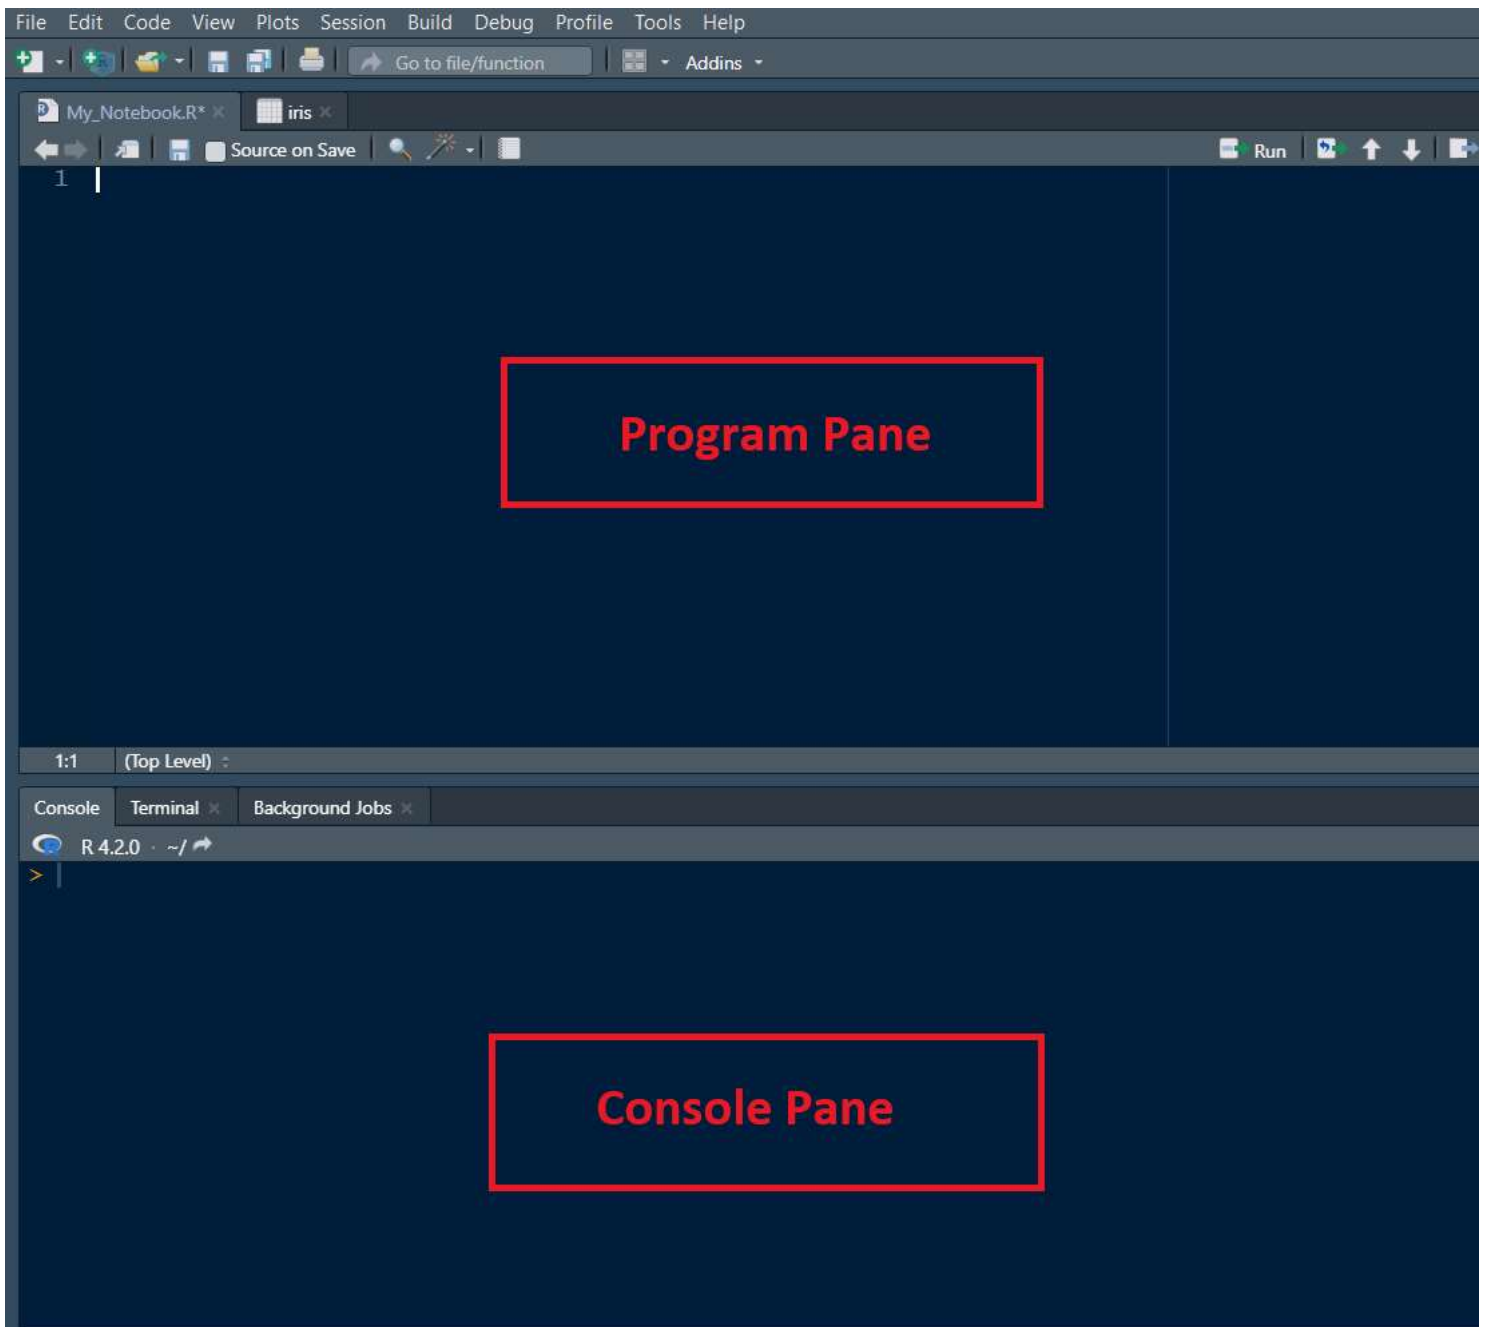 File Edit Code View Plots Session Build Debug Profile Tools Help
Go to file/function Addins
My_Notebook.R* iris
Source on Save Run
1
Program Pane
1:1 (Top Level)
Console Terminal Background Jobs
R 4.2.0 · ~/
>
Console Pane